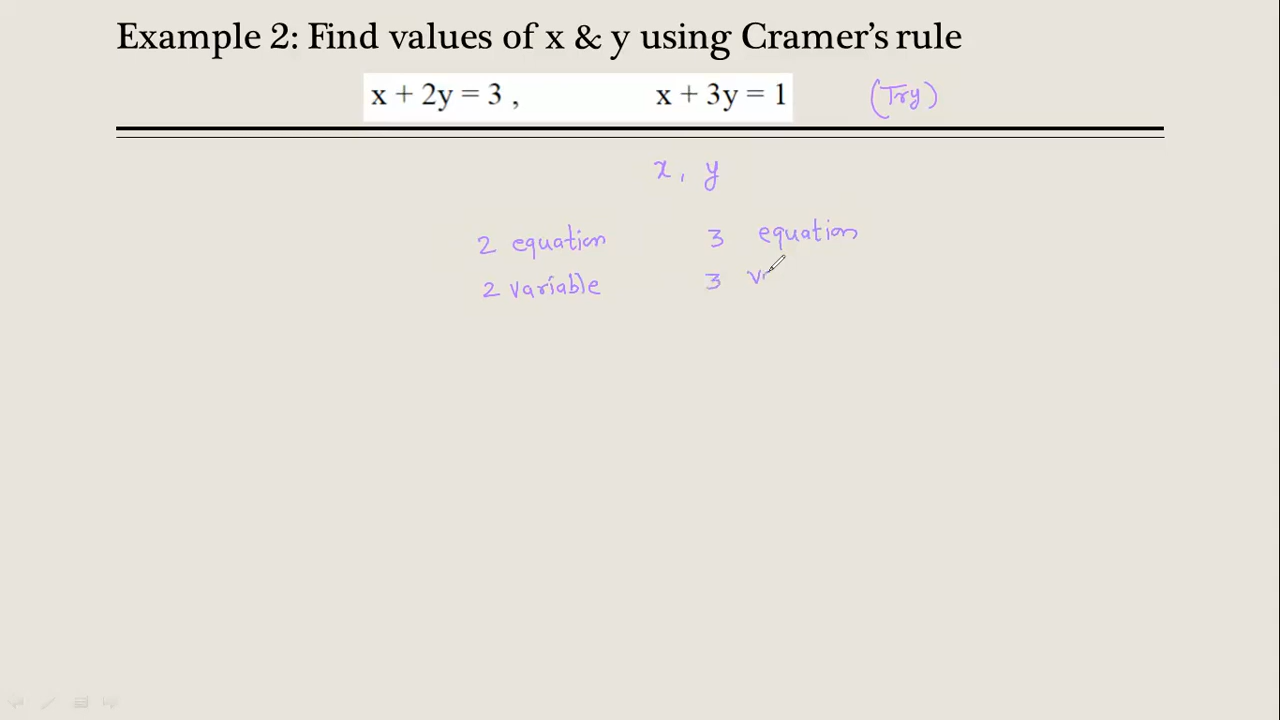 Example 2: Find values of x & y using Cramer's rule
x + 2y = 3 , x + 3y = 1 (Try)
x, y
2 equation 3 equation
2 variable 3